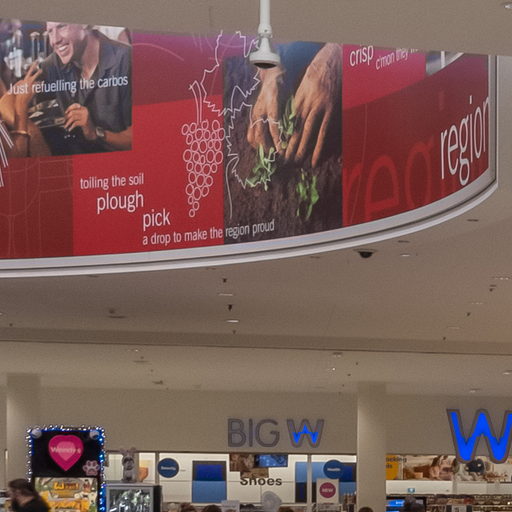 Just refuelling the carbos
crisp
c'mon they
region
toiling the soil
plough
pick
a drop to make the region proud
BIG W
W
Shoes